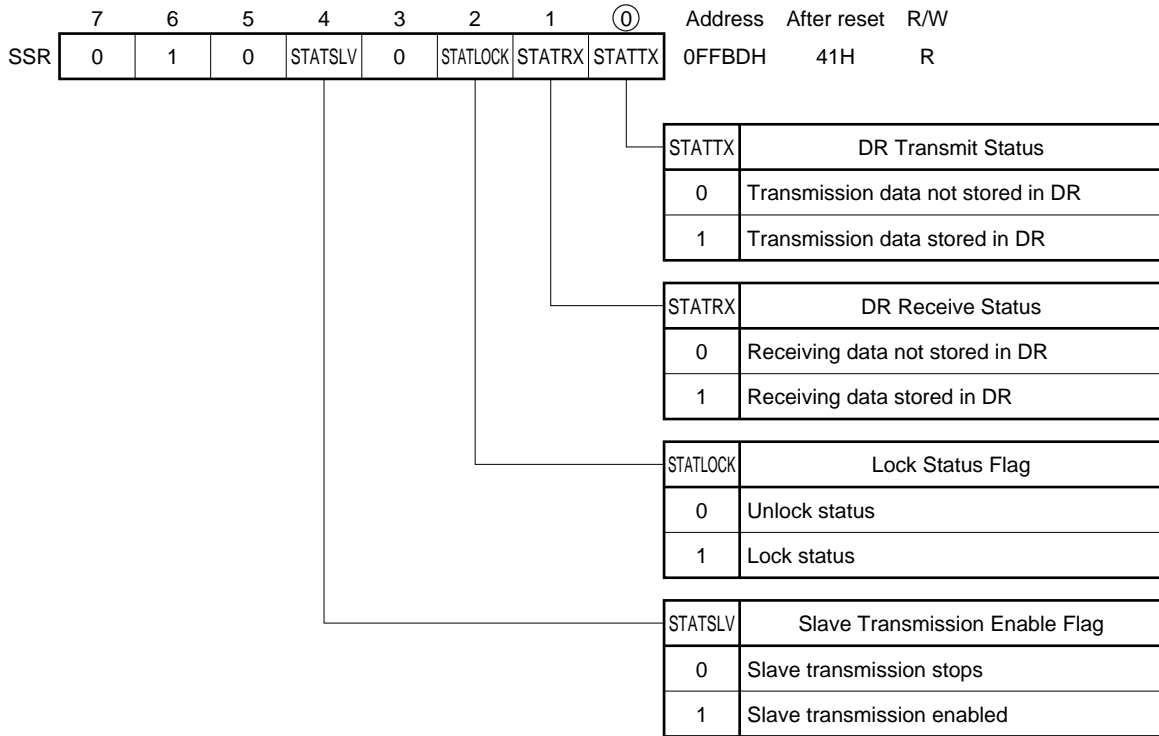 7 6 5 4 3 2 1 0 Address After reset R/W
SSR 0 1 0 STATSLV 0 STATLOCK STATRX STATTX 0FFBDH 41H R
STATTX DR Transmit Status
0 Transmission data not stored in DR
1 Transmission data stored in DR
STATRX DR Receive Status
0 Receiving data not stored in DR
1 Receiving data stored in DR
STATLOCK Lock Status Flag
0 Unlock status
1 Lock status
STATSLV Slave Transmission Enable Flag
0 Slave transmission stops
1 Slave transmission enabled